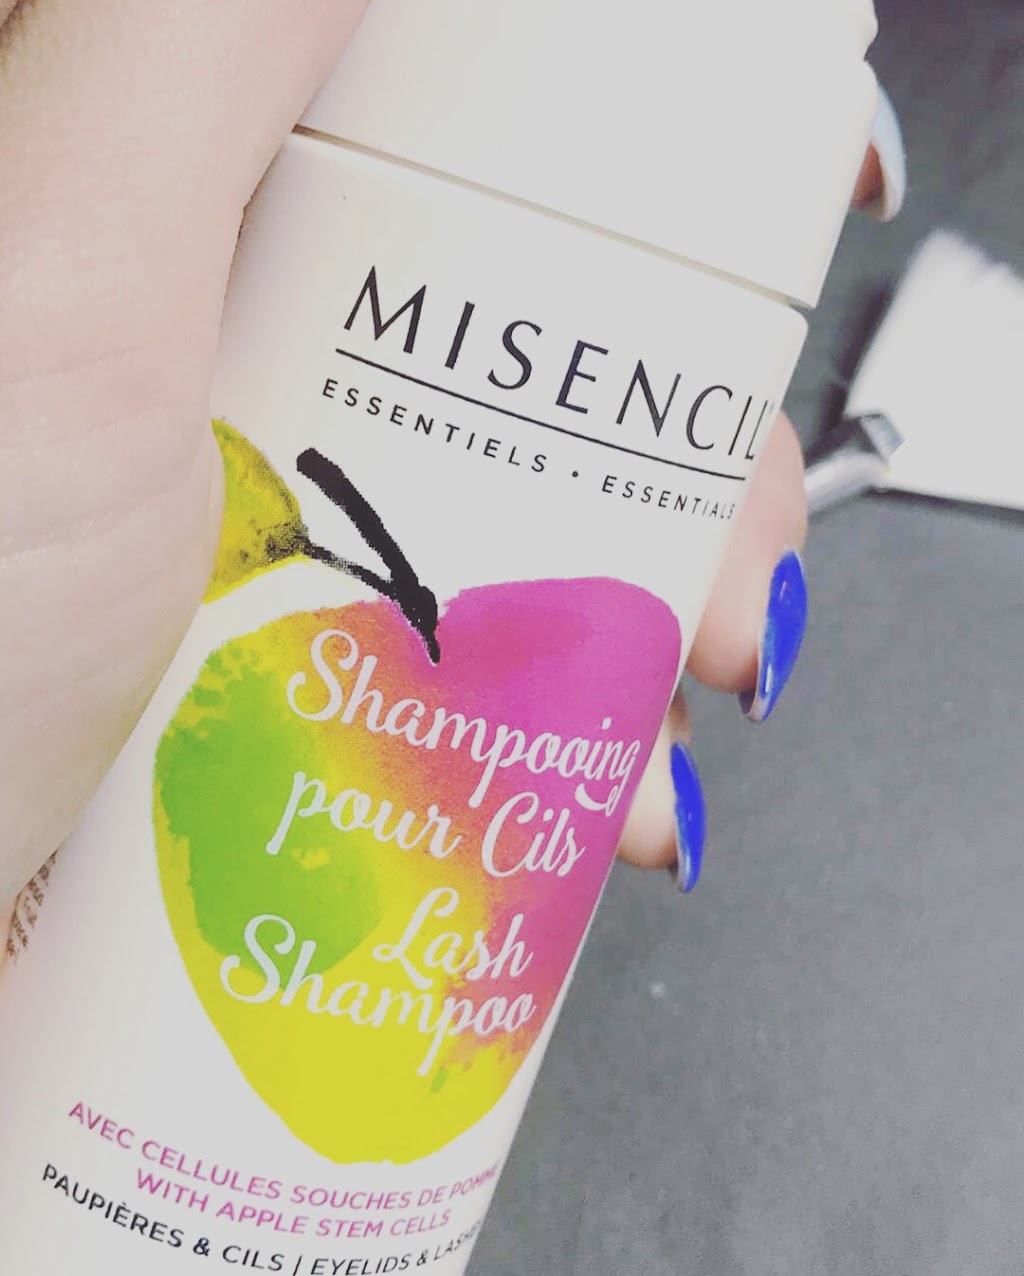 MISENCIL
ESSENTIELS • ESSENTIALS
Shampooing
pour Cils
Lash
Shampoo
AVEC CELLULES SOUCHES DE POMME
WITH APPLE STEM CELLS
PAUPIÈRES & CILS | EYELIDS & LASHES